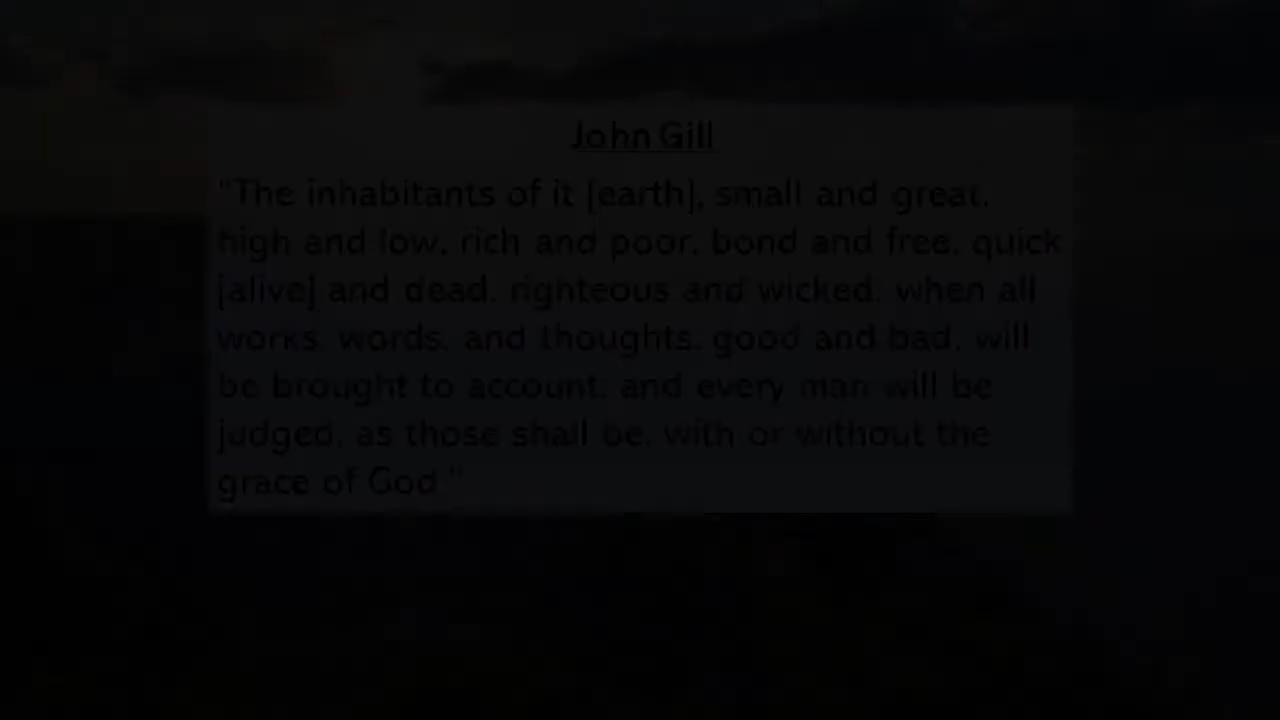 John Gill
"The inhabitants of it [earth], small and great,
high and low, rich and poor, bond and free, quick
[alive] and dead, righteous and wicked; when all
works, words, and thoughts, good and bad, will
be brought to account; and every man will be
judged, as those shall be, with or without the
grace of God."